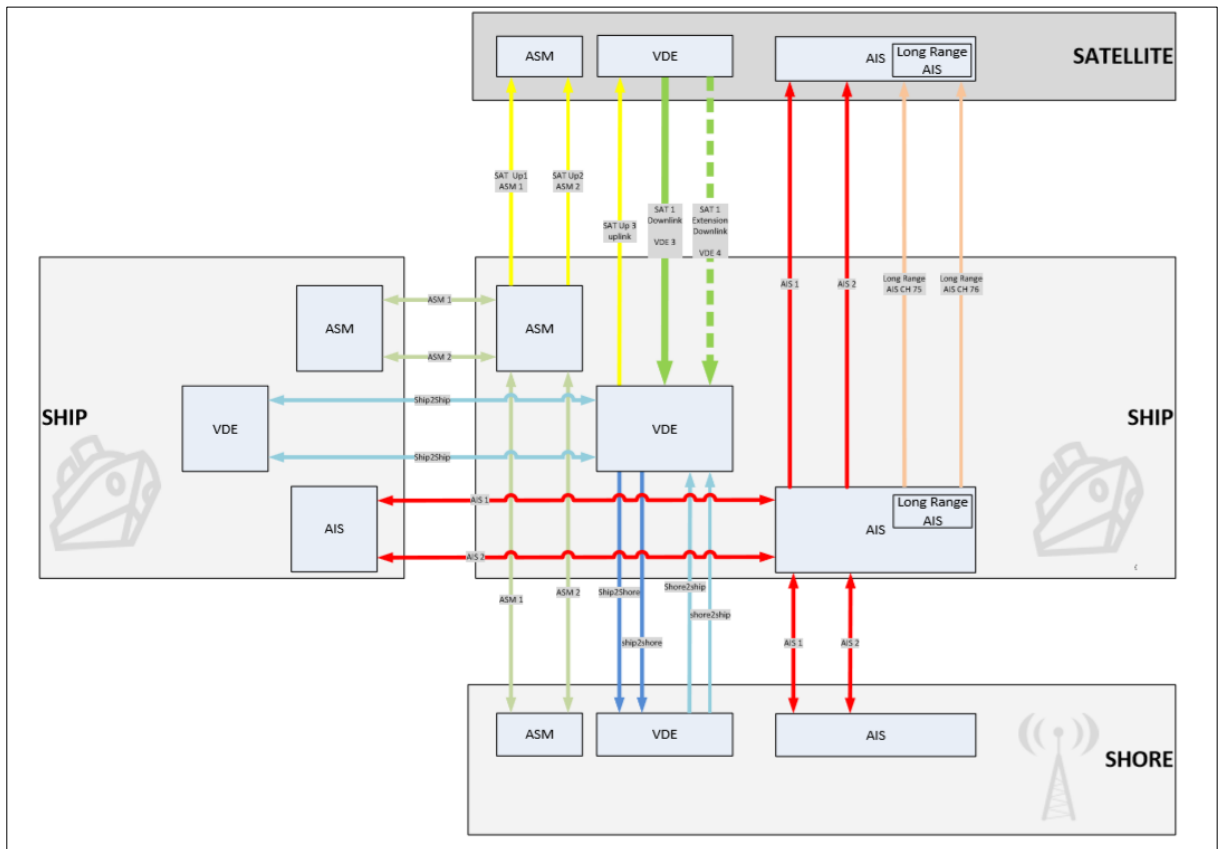 ASM
VDE
AIS
Long Range
AIS
SATELLITE
SAT Up1
ASM 1
SAT Up2
ASM 2
SAT Up 3
uplink
SAT 1
Downlink
VDE 3
SAT 1
Extension
Downlink
VDE 4
AIS 1
AIS 2
Long Range
AIS CH 75
Long Range
AIS CH 76
ASM
ASM 1
ASM 2
ASM
SHIP
VDE
Ship2Ship
Ship2Ship
VDE
SHIP
AIS
AIS 1
AIS 2
AIS
Long Range
AIS
ASM 1
ASM 2
Ship2Shore
ship2shore
Shore2ship
shore2ship
AIS 1
AIS 2
ASM
VDE
AIS
SHORE